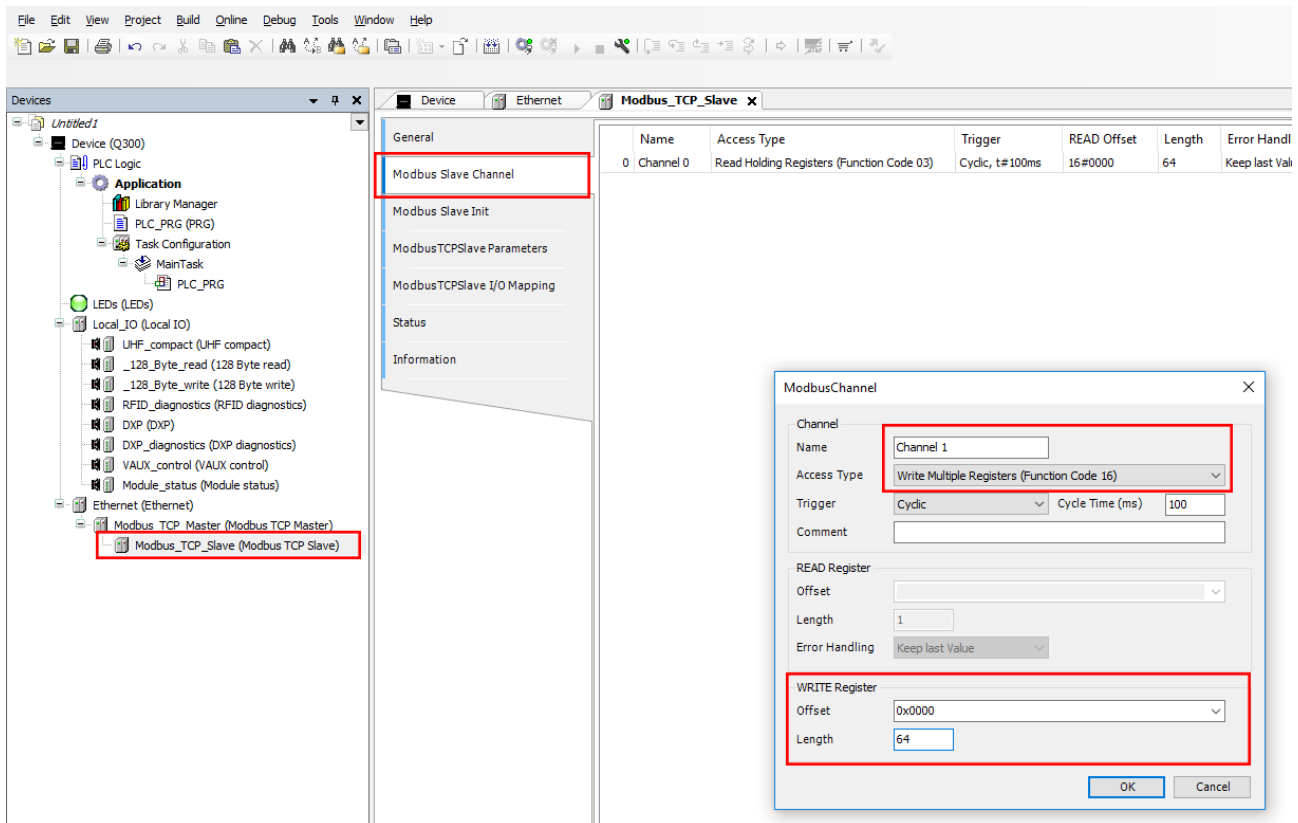 File Edit View Project Build Online Debug Tools Window Help
Devices
Untitled1
Device (Q300)
PLC Logic
Application
Library Manager
PLC_PRG (PRG)
Task Configuration
MainTask
PLC_PRG
LEDs (LEDs)
Local_IO (Local IO)
UHF_compact (UHF compact)
_128_Byte_read (128 Byte read)
_128_Byte_write (128 Byte write)
RFID_diagnostics (RFID diagnostics)
DXP (DXP)
DXP_diagnostics (DXP diagnostics)
VAUX_control (VAUX control)
Module_status (Module status)
Ethernet (Ethernet)
Modbus_TCP_Master (Modbus TCP Master)
Modbus_TCP_Slave (Modbus TCP Slave)
Device Ethernet Modbus_TCP_Slave
General
Modbus Slave Channel
Modbus Slave Init
ModbusTCPSlave Parameters
ModbusTCPSlave I/O Mapping
Status
Information
Name Access Type Trigger READ Offset Length Error Handl
0 Channel 0 Read Holding Registers (Function Code 03) Cyclic, t#100ms 16#0000 64 Keep last Valu
ModbusChannel
Channel
Name Channel 1
Access Type Write Multiple Registers (Function Code 16)
Trigger Cyclic Cycle Time (ms) 100
Comment
READ Register
Offset
Length 1
Error Handling Keep last Value
WRITE Register
Offset 0x0000
Length 64
OK Cancel